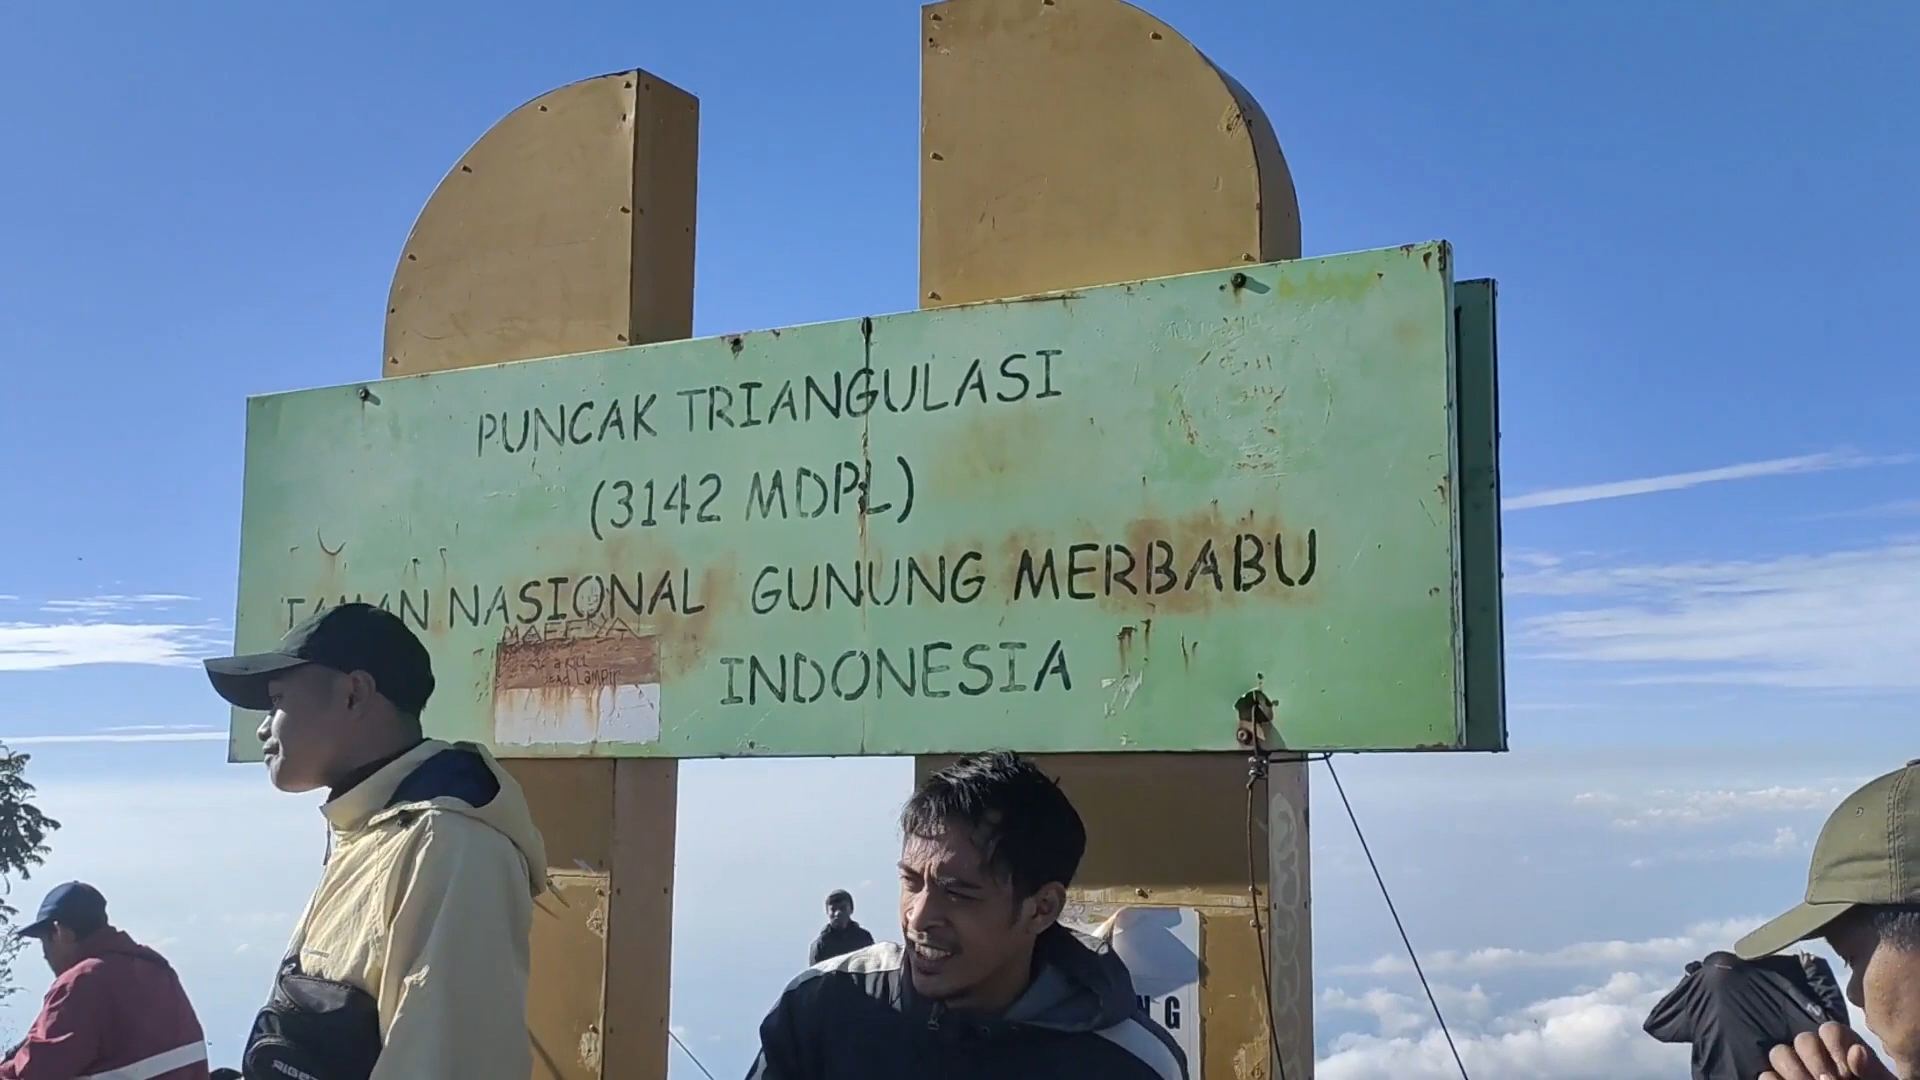 PUNCAK TRIANGULASI
(3142 MDPL)
TAMAN NASIONAL GUNUNG MERBABU
INDONESIA